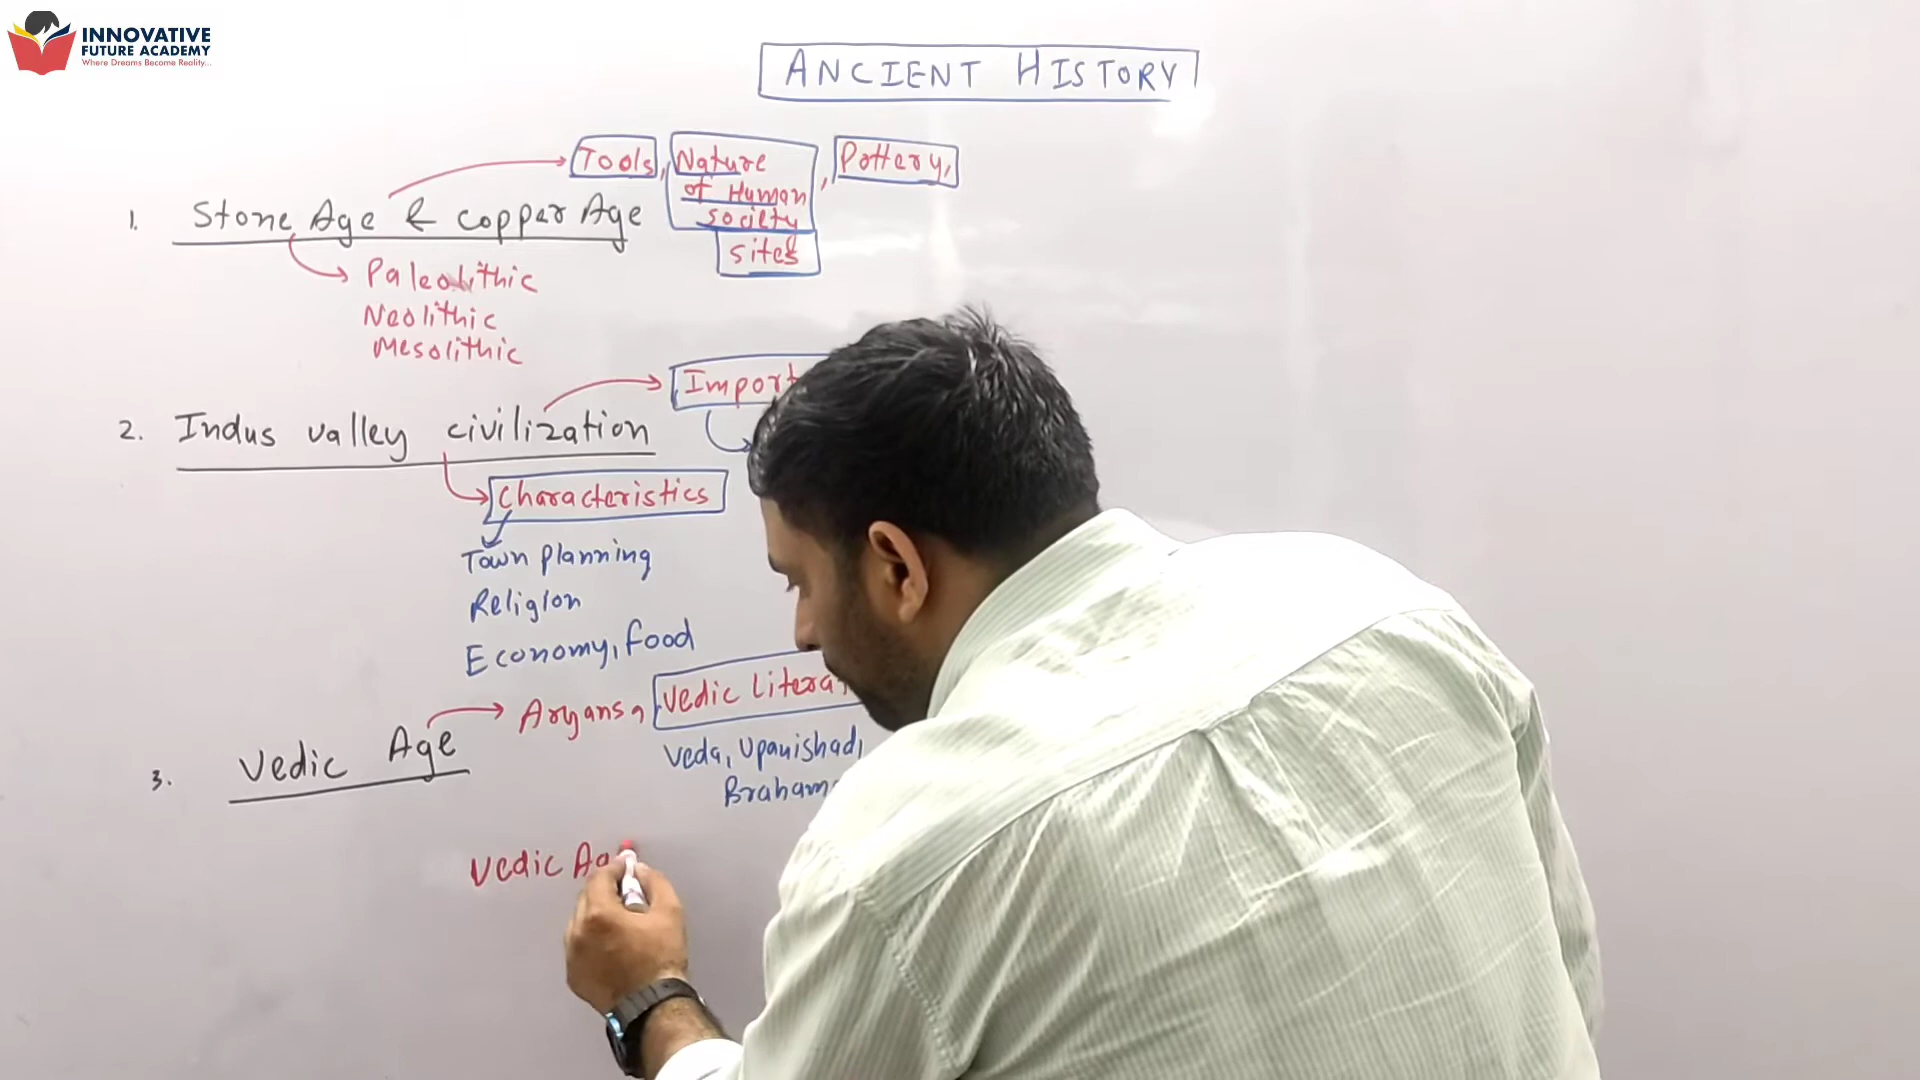 INNOVATIVE
FUTURE ACADEMY
Where Dreams Become Reality...
ANCIENT HISTORY
Tools, Nature of Human society, Pottery,
sites
1. Stone Age & Copper Age
Paleolithic
Neolithic
Mesolithic
Import
2. Indus valley civilization
Characteristics
Town planning
Religion
Economy, food
Aryans, Vedic Litera
3. Vedic Age
Veda, Upanishad,
Braham
Vedic Ag